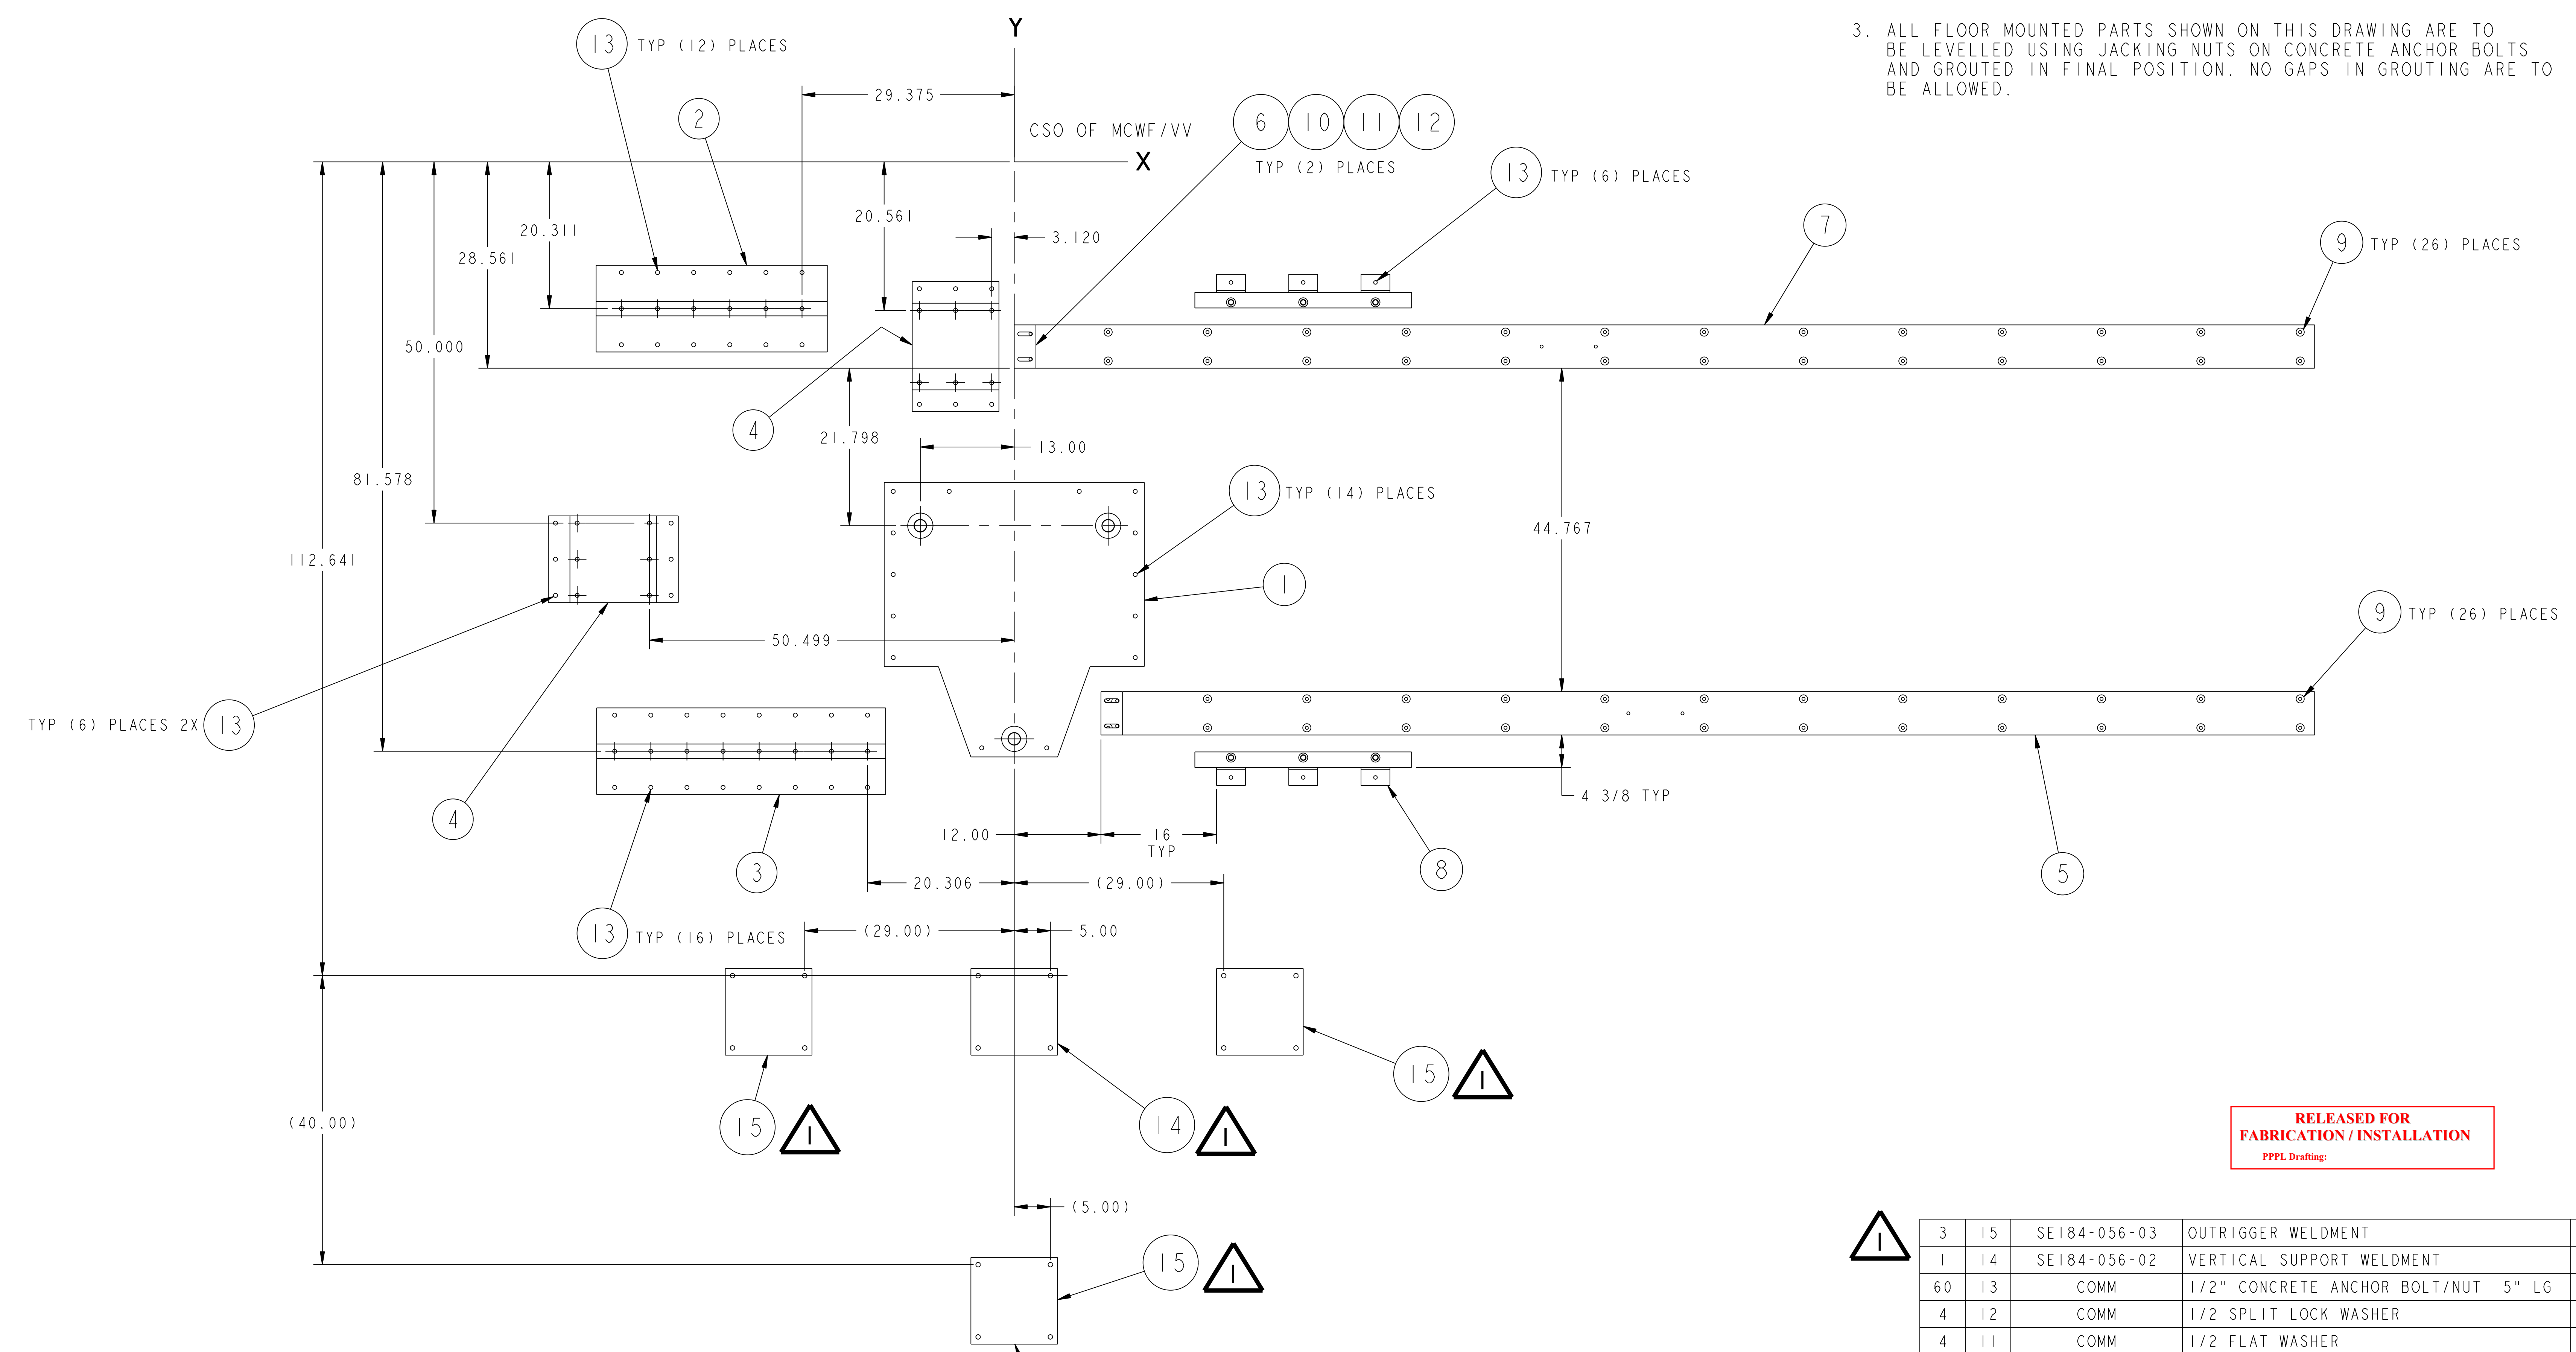 3. ALL FLOOR MOUNTED PARTS SHOWN ON THIS DRAWING ARE TO
BE LEVELLED USING JACKING NUTS ON CONCRETE ANCHOR BOLTS
AND GROUTED IN FINAL POSITION. NO GAPS IN GROUTING ARE TO
BE ALLOWED.
Y
13 TYP (12) PLACES
29.375
2
CSO OF MCWF/VV
X
6 10 11 12
TYP (2) PLACES
13 TYP (6) PLACES
7
9 TYP (26) PLACES
20.311
20.561
3.120
28.561
50.000
4
21.798
13.00
81.578
13 TYP (14) PLACES
44.767
112.641
1
9 TYP (26) PLACES
50.499
TYP (6) PLACES 2X 13
4
4 3/8 TYP
12.00
16
TYP
3
8
5
20.306
(29.00)
13 TYP (16) PLACES
(29.00)
5.00
15 1
14 1
15 1
(40.00)
(5.00)
15 1
RELEASED FOR
FABRICATION / INSTALLATION
PPPL Drafting:
1
3 15 SE184-056-03 OUTRIGGER WELDMENT
1 14 SE184-056-02 VERTICAL SUPPORT WELDMENT
60 13 COMM 1/2" CONCRETE ANCHOR BOLT/NUT 5" LG
4 12 COMM 1/2 SPLIT LOCK WASHER
4 11 COMM 1/2 FLAT WASHER